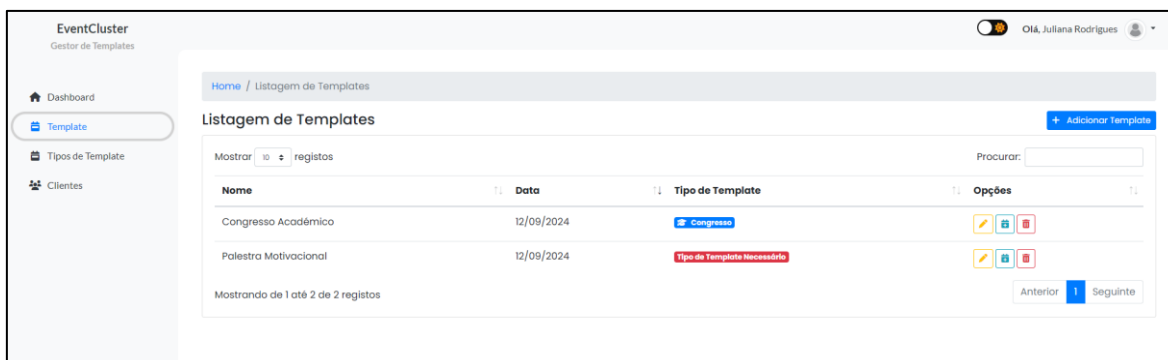 EventCluster
Gestor de Templates
Olá, Juliana Rodrigues
Dashboard
Template
Tipos de Template
Clientes
Home / Listagem de Templates
Listagem de Templates
+ Adicionar Template
Mostrar 10 registos
Procurar:
Nome Data Tipo de Template Opções
Congresso Académico 12/09/2024 Congresso
Palestra Motivacional 12/09/2024 Tipo de Template Necessário
Mostrando de 1 até 2 de 2 registos
Anterior 1 Seguinte